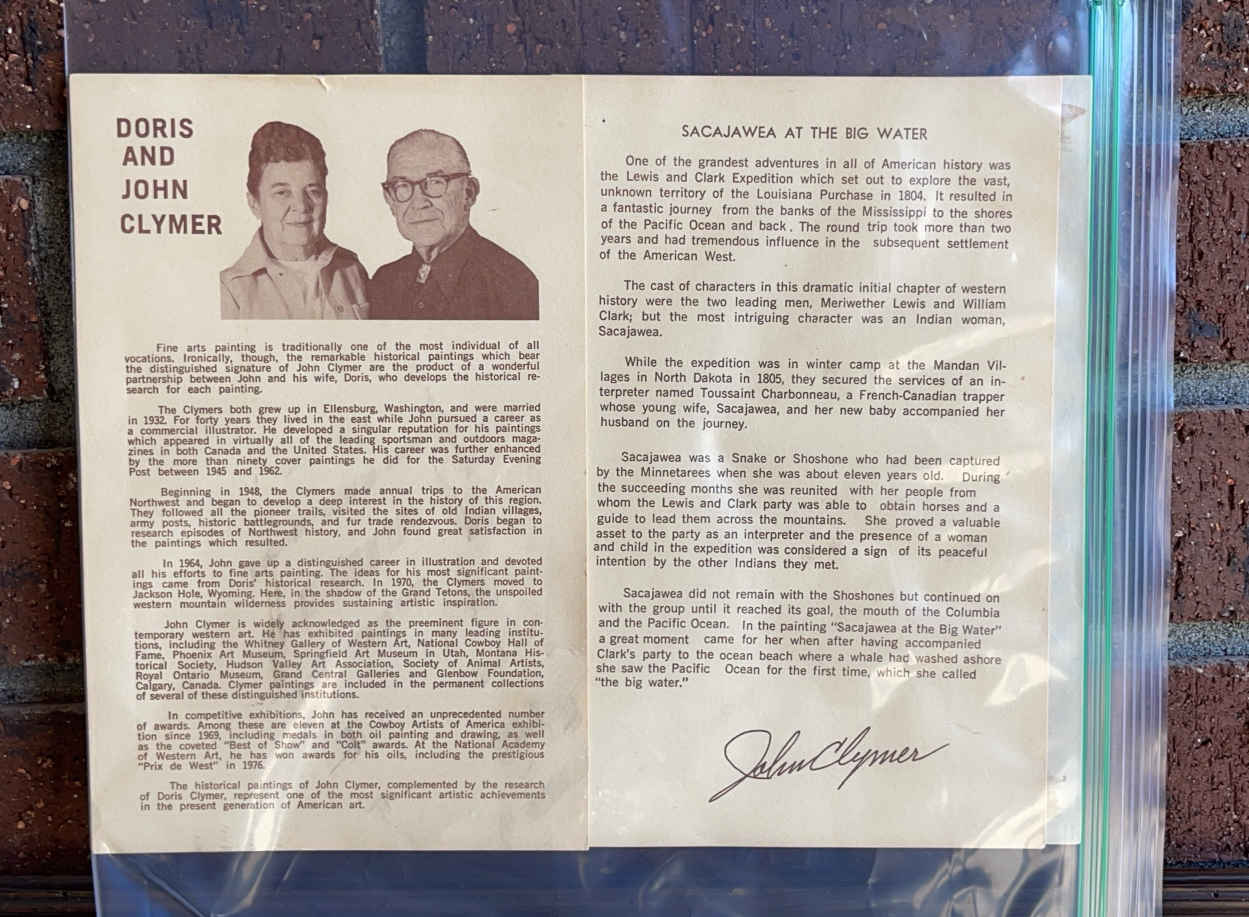 DORIS
AND
JOHN
CLYMER
Fine arts painting is traditionally one of the most individual of all
vocations. Ironically, though, the remarkable historical paintings which bear
the distinguished signature of John Clymer are the product of a wonderful
partnership between John and his wife, Doris, who develops the historical re-
search for each painting.
The Clymers both grew up in Ellensburg, Washington, and were married
in 1932. For forty years they lived in the east while John pursued a career as
a commercial illustrator. He developed a singular reputation for his paintings
which appeared in virtually all of the leading sportsman and outdoors maga-
zines in both Canada and the United States. His career was further enhanced
by the more than ninety cover paintings he did for the Saturday Evening
Post between 1945 and 1962.
Beginning in 1948, the Clymers made annual trips to the American
Northwest and began to develop a deep interest in the history of this region.
They followed all the pioneer trails, visited the sites of old Indian villages,
army posts, historic battlegrounds, and fur trade rendezvous. Doris began to
research episodes of Northwest history, and John found great satisfaction in
the paintings which resulted.
In 1964, John gave up a distinguished career in illustration and devoted
all his efforts to fine arts painting. The ideas for his most significant paint-
ings came from Doris' historical research. In 1970, the Clymers moved to
Jackson Hole, Wyoming. Here, in the shadow of the Grand Tetons, the unspoiled
western mountain wilderness provides sustaining artistic inspiration.
John Clymer is widely acknowledged as the preeminent figure in con-
temporary western art. He has exhibited paintings in many leading institu-
tions, including the Whitney Gallery of Western Art, National Cowboy Hall of
Fame, Phoenix Art Museum, Springfield Art Museum in Utah, Montana His-
torical Society, Hudson Valley Art Association, Society of Animal Artists,
Royal Ontario Museum, Grand Central Galleries and Glenbow Foundation,
Calgary, Canada. Clymer paintings are included in the permanent collections
of several of these distinguished institutions.
In competitive exhibitions, John has received an unprecedented number
of awards. Among these are eleven at the Cowboy Artists of America exhibi-
tion since 1969, including medals in both oil painting and drawing, as well
as the coveted "Best of Show" and "Colt" awards. At the National Academy
of Western Art, he has won awards for his oils, including the prestigious
"Prix de West" in 1976.
The historical paintings of John Clymer, complemented by the research
of Doris Clymer, represent one of the most significant artistic achievements
in the present generation of American art.
SACAJAWEA AT THE BIG WATER
One of the grandest adventures in all of American history was
the Lewis and Clark Expedition which set out to explore the vast,
unknown territory of the Louisiana Purchase in 1804. It resulted in
a fantastic journey from the banks of the Mississippi to the shores
of the Pacific Ocean and back. The round trip took more than two
years and had tremendous influence in the subsequent settlement
of the American West.
The cast of characters in this dramatic initial chapter of western
history were the two leading men, Meriwether Lewis and William
Clark; but the most intriguing character was an Indian woman,
Sacajawea.
While the expedition was in winter camp at the Mandan Vil-
lages in North Dakota in 1805, they secured the services of an in-
terpreter named Toussaint Charbonneau, a French-Canadian trapper
whose young wife, Sacajawea, and her new baby accompanied her
husband on the journey.
Sacajawea was a Snake or Shoshone who had been captured
by the Minnetarees when she was about eleven years old. During
the succeeding months she was reunited with her people from
whom the Lewis and Clark party was able to obtain horses and a
guide to lead them across the mountains. She proved a valuable
asset to the party as an interpreter and the presence of a woman
and child in the expedition was considered a sign of its peaceful
intention by the other Indians they met.
Sacajawea did not remain with the Shoshones but continued on
with the group until it reached its goal, the mouth of the Columbia
and the Pacific Ocean. In the painting "Sacajawea at the Big Water"
a great moment came for her when after having accompanied
Clark's party to the ocean beach where a whale had washed ashore
she saw the Pacific Ocean for the first time, which she called
"the big water."
John Clymer